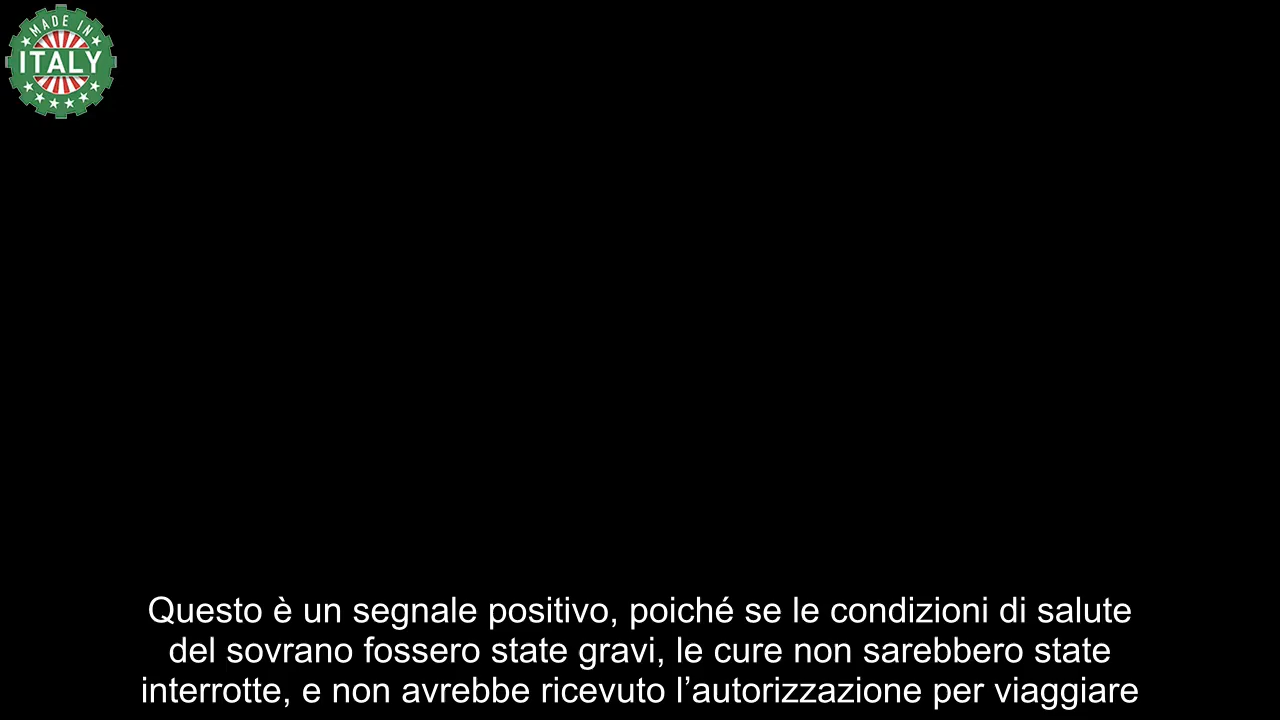 MADE IN
ITALY
Questo è un segnale positivo, poiché se le condizioni di salute
del sovrano fossero state gravi, le cure non sarebbero state
interrotte, e non avrebbe ricevuto l’autorizzazione per viaggiare